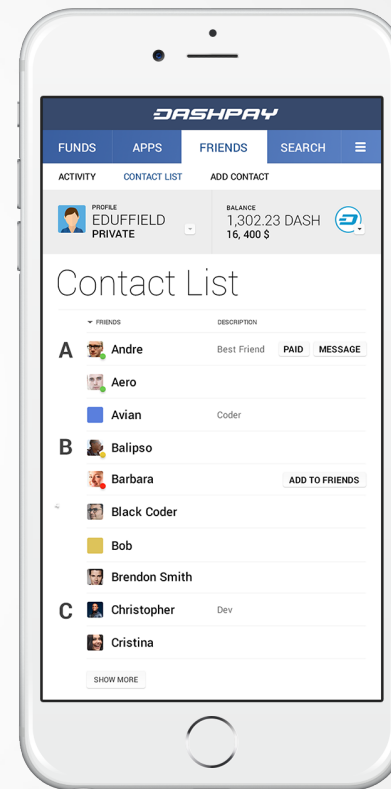 DASHPAY
FUNDS APPS FRIENDS SEARCH
ACTIVITY CONTACT LIST ADD CONTACT
PROFILE
EDUFFIELD
PRIVATE
BALANCE
1,302.23 DASH
16, 400 $
Contact List
FRIENDS DESCRIPTION
A Andre Best Friend PAID MESSAGE
Aero
Avian Coder
B Balipso
Barbara ADD TO FRIENDS
Black Coder
Bob
Brendon Smith
C Christopher Dev
Cristina
SHOW MORE